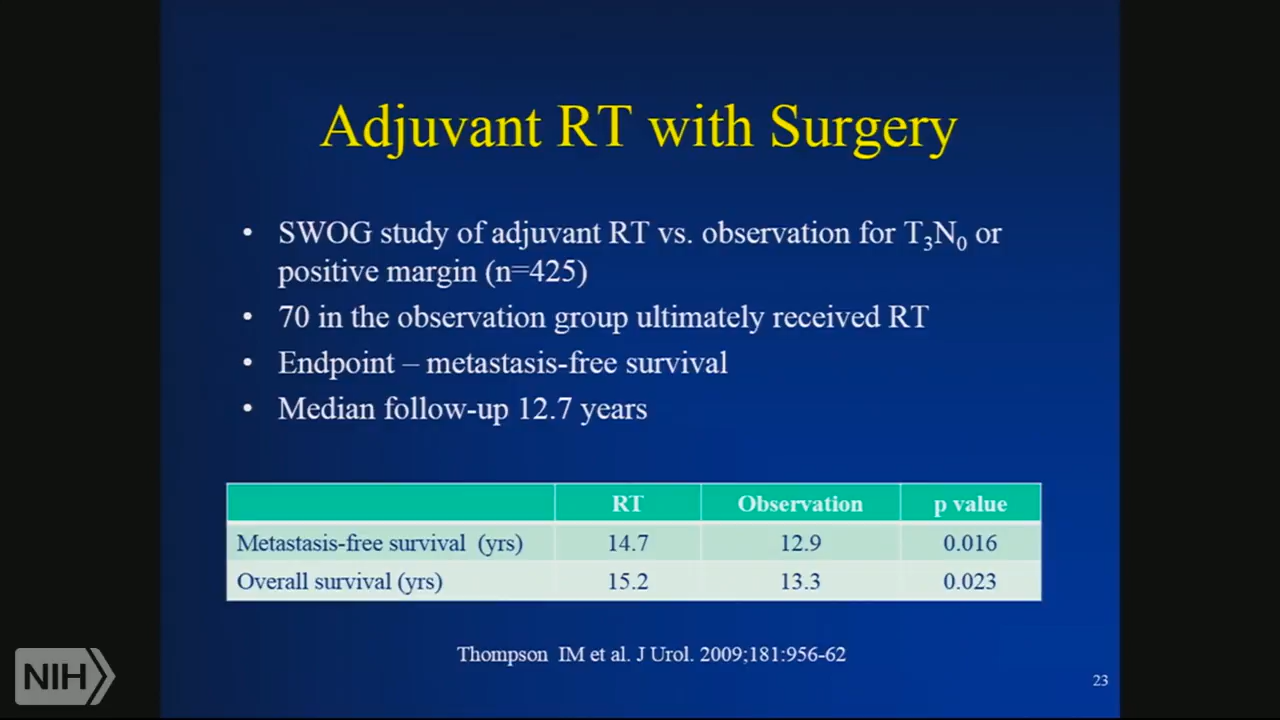 Adjuvant RT with Surgery
• SWOG study of adjuvant RT vs. observation for T₃N₀ or
positive margin (n=425)
• 70 in the observation group ultimately received RT
• Endpoint – metastasis-free survival
• Median follow-up 12.7 years
RT Observation p value
Metastasis-free survival (yrs) 14.7 12.9 0.016
Overall survival (yrs) 15.2 13.3 0.023
Thompson IM et al. J Urol. 2009;181:956-62
NIH
23